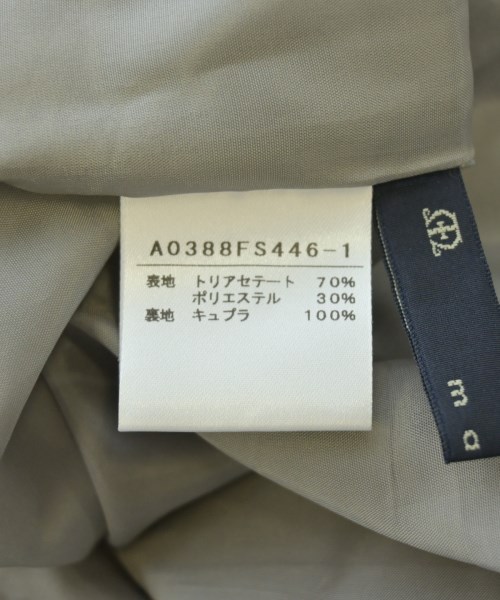 A0388FS446-1
表地 トリアセテート 70%
ポリエステル 30%
裏地 キュプラ 100%